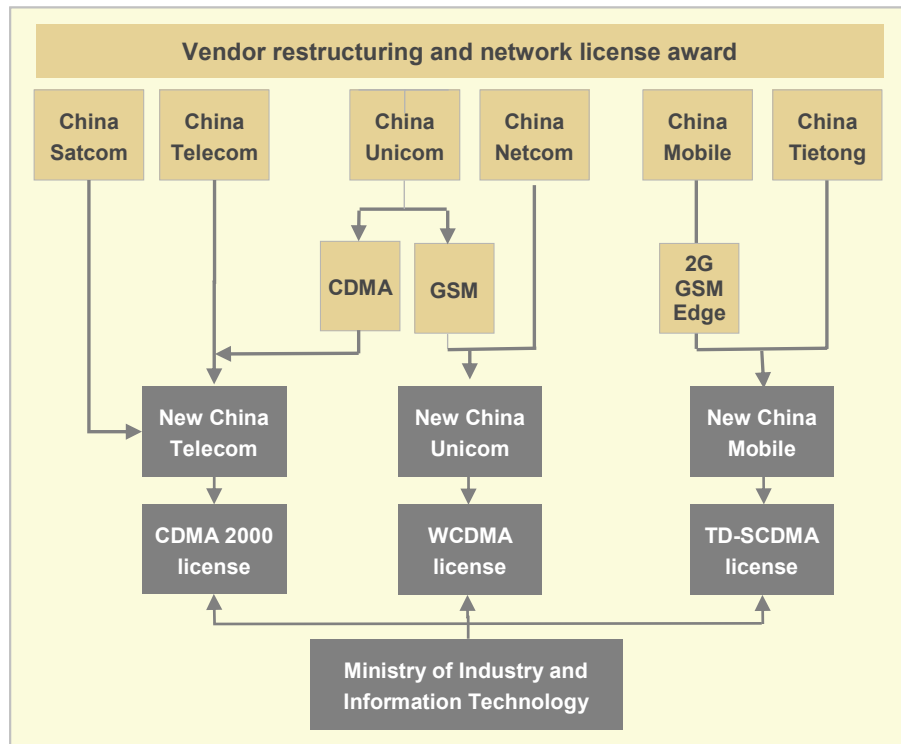 Vendor restructuring and network license award
China
Satcom
China
Telecom
China
Unicom
China
Netcom
China
Mobile
China
Tietong
CDMA
GSM
2G
GSM
Edge
New China
Telecom
New China
Unicom
New China
Mobile
CDMA 2000
license
WCDMA
license
TD-SCDMA
license
Ministry of Industry and
Information Technology